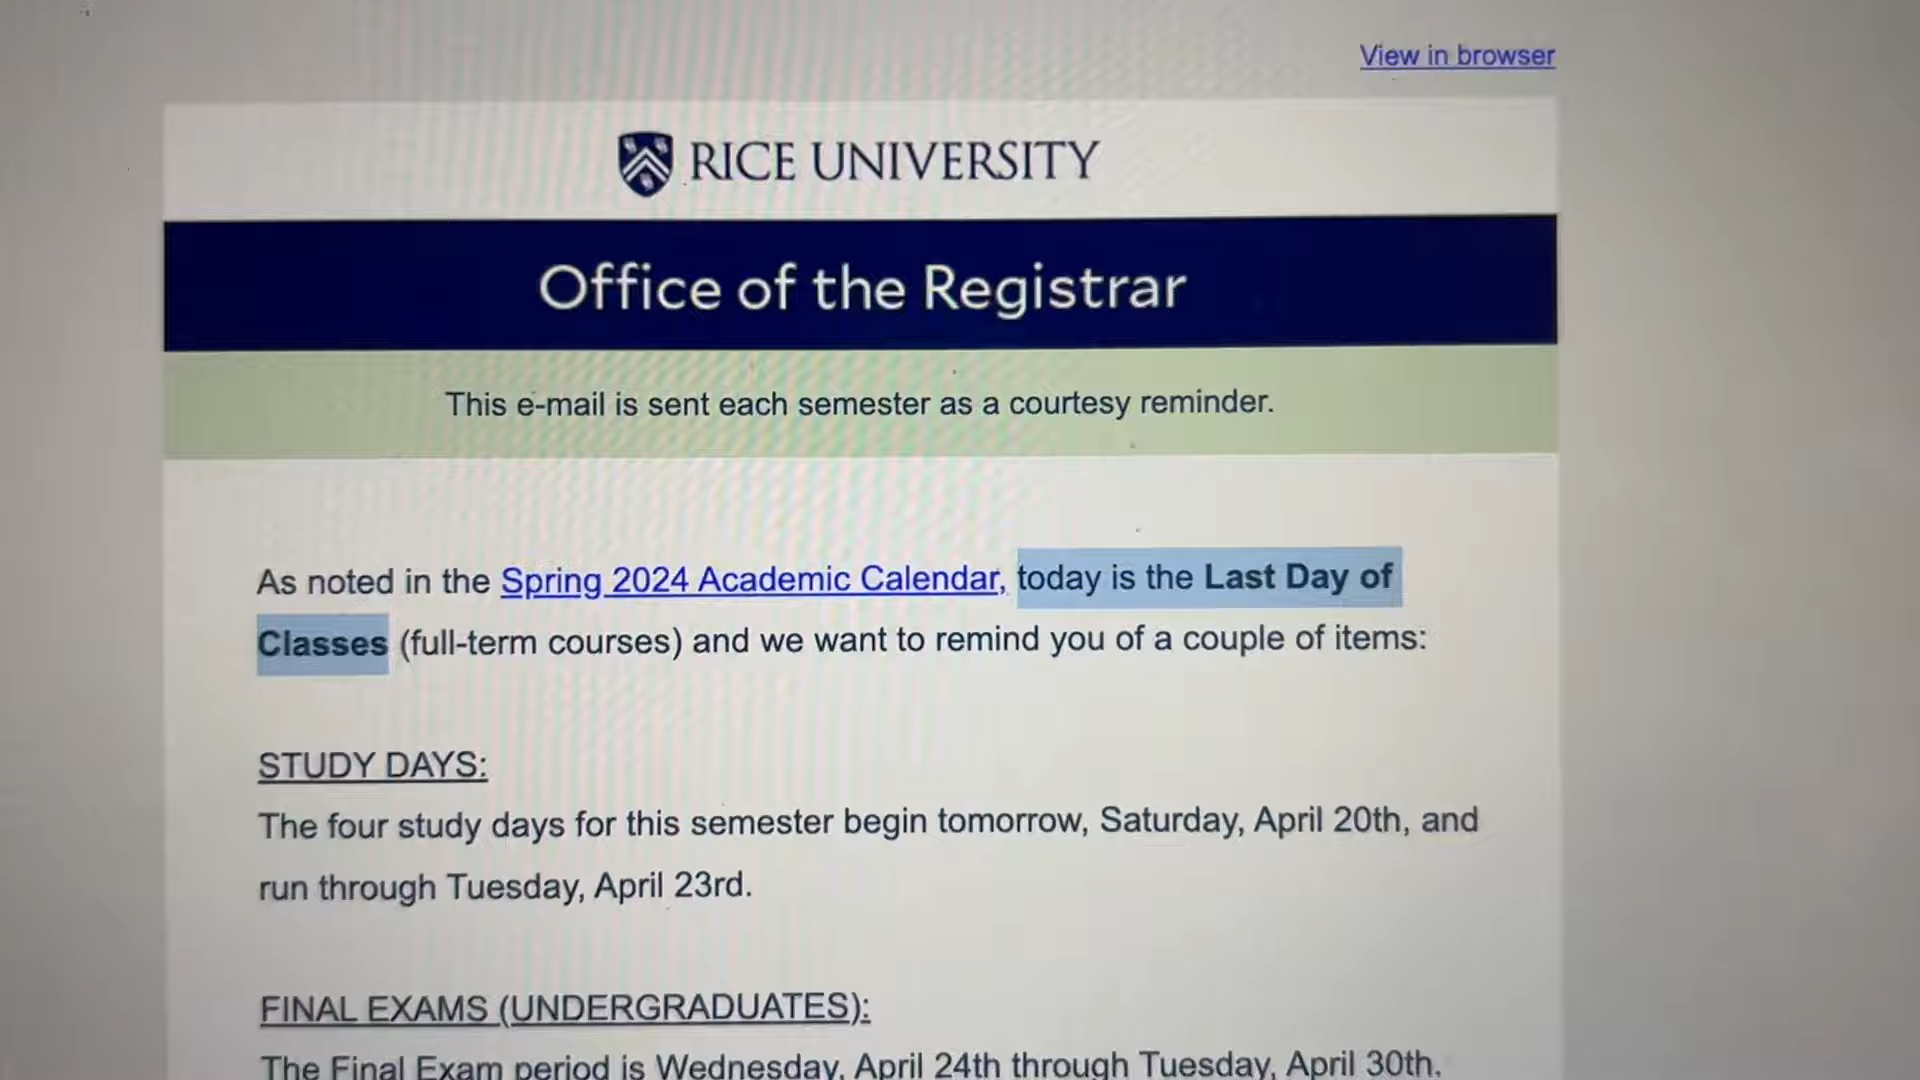 View in browser
RICE UNIVERSITY
Office of the Registrar
This e-mail is sent each semester as a courtesy reminder.
As noted in the Spring 2024 Academic Calendar, today is the Last Day of
Classes (full-term courses) and we want to remind you of a couple of items:
STUDY DAYS:
The four study days for this semester begin tomorrow, Saturday, April 20th, and
run through Tuesday, April 23rd.
FINAL EXAMS (UNDERGRADUATES):
The Final Exam period is Wednesday, April 24th through Tuesday, April 30th.